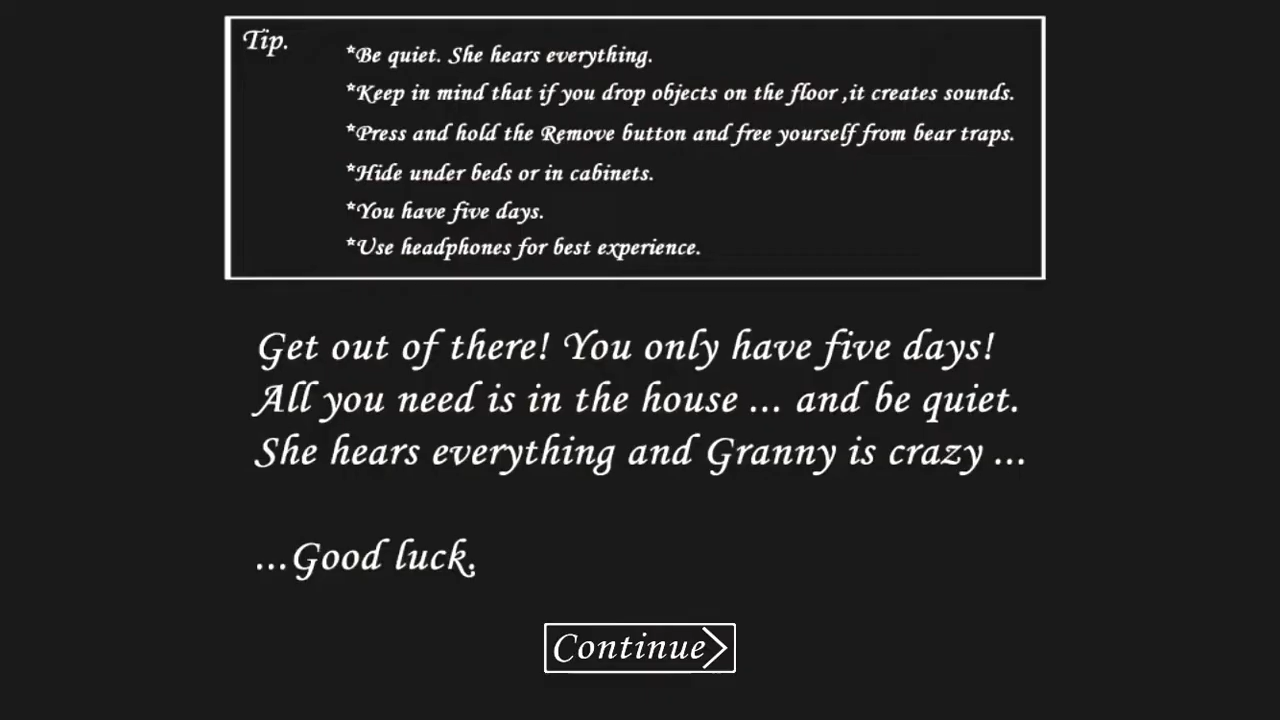 Tip.
*Be quiet. She hears everything.
*Keep in mind that if you drop objects on the floor ,it creates sounds.
*Press and hold the Remove button and free yourself from bear traps.
*Hide under beds or in cabinets.
*You have five days.
*Use headphones for best experience.
Get out of there! You only have five days!
All you need is in the house ... and be quiet.
She hears everything and Granny is crazy ...
...Good luck.
Continue